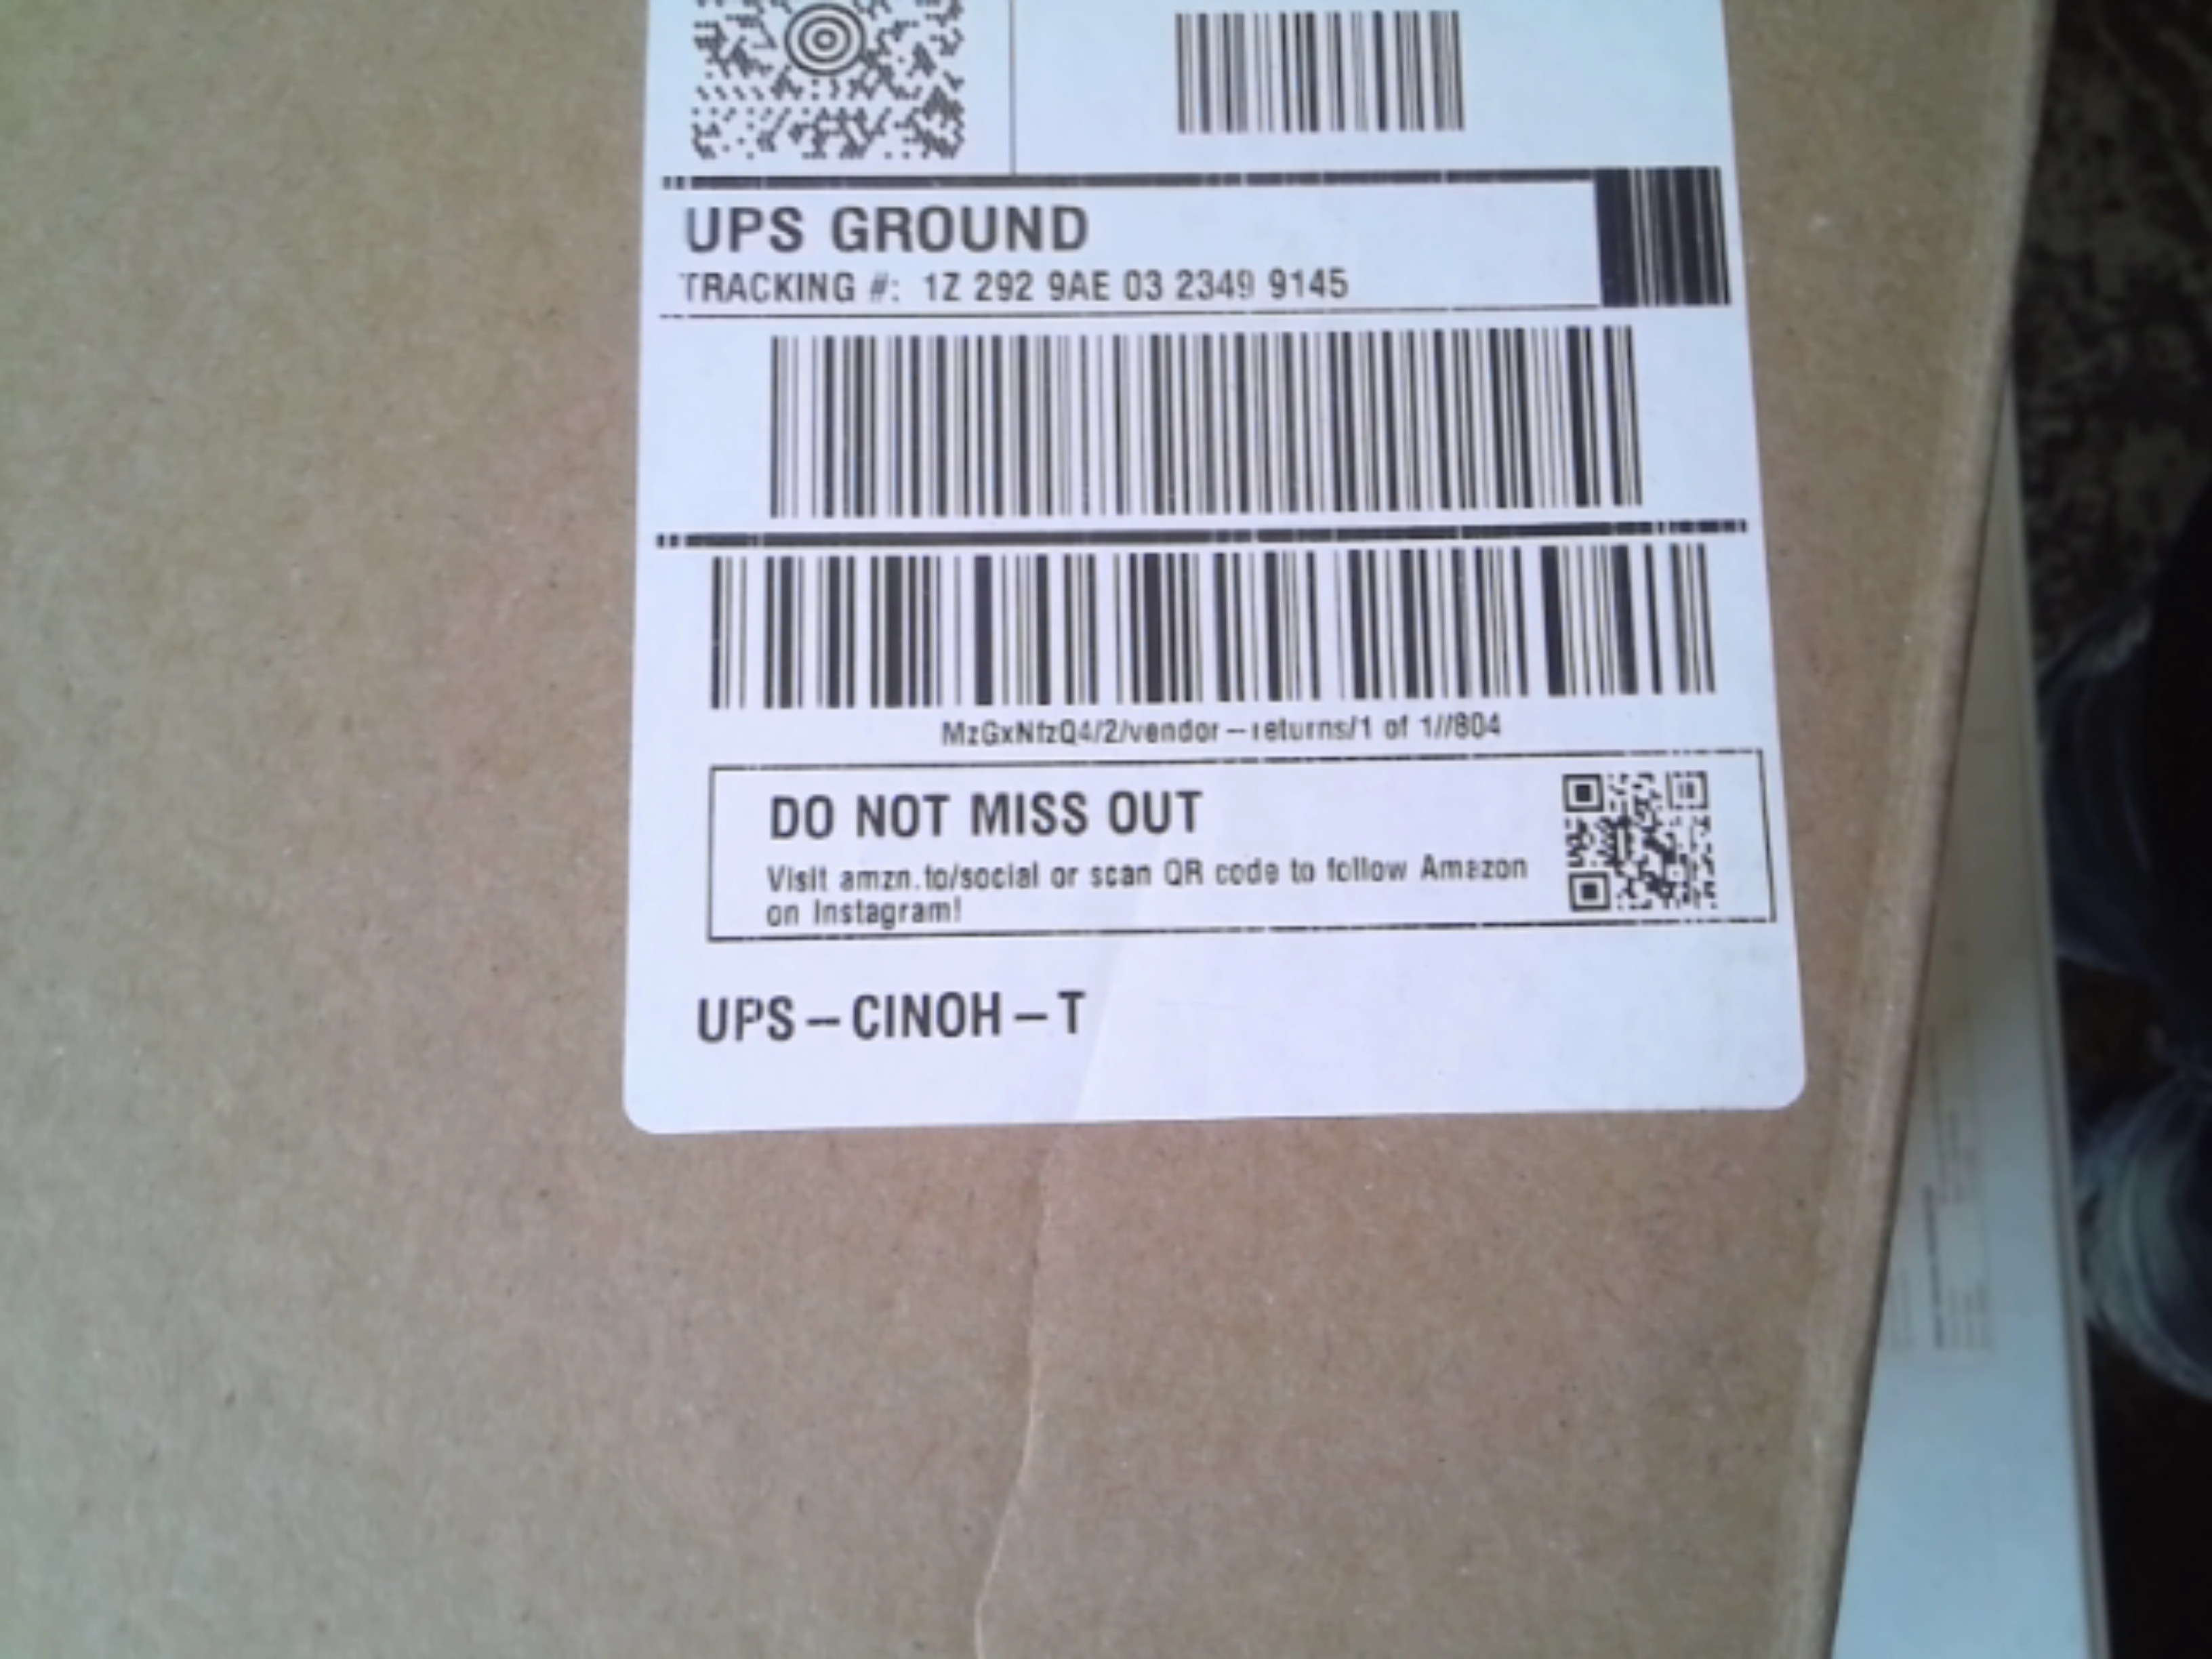 UPS GROUND
TRACKING #: 1Z 292 9AE 03 2349 9145
MzGxNfzQ4/2/vendor-returns/1 of 1//804
DO NOT MISS OUT
Visit amzn.to/social or scan QR code to follow Amazon
on Instagram!
UPS-CINOH-T